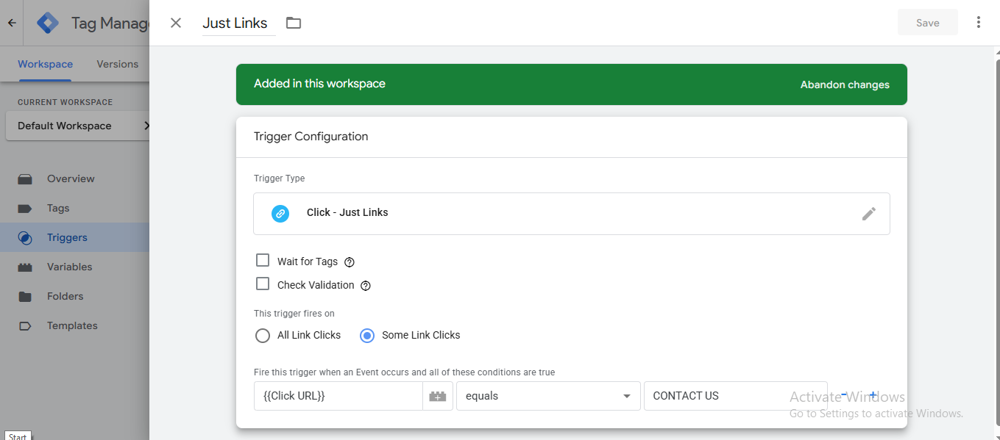 Tag Manag
Just Links
Save
Workspace
Versions
CURRENT WORKSPACE
Default Workspace
Overview
Tags
Triggers
Variables
Folders
Templates
Start
Added in this workspace
Abandon changes
Trigger Configuration
Trigger Type
Click - Just Links
Wait for Tags
Check Validation
This trigger fires on
All Link Clicks
Some Link Clicks
Fire this trigger when an Event occurs and all of these conditions are true
{{Click URL}}
equals
CONTACT US
- +
Activate Windows
Go to Settings to activate Windows.